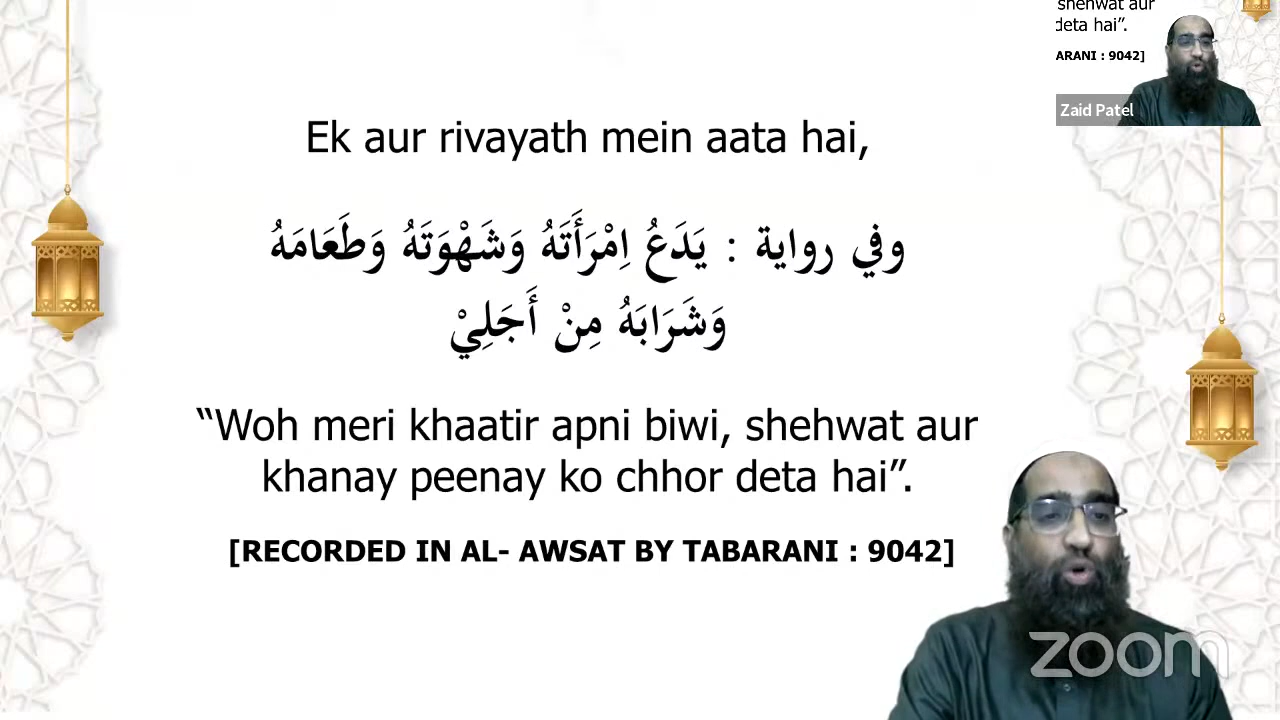 shehwat aur
deta hai”.
ARANI : 9042]
Zaid Patel
Ek aur rivayath mein aata hai,
وفي رواية : يَدَعُ اِمْرَأَتَهُ وَشَهْوَتَهُ وَطَعَامَهُ
وَشَرَابَهُ مِنْ أَجَلِيْ
“Woh meri khaatir apni biwi, shehwat aur
khanay peenay ko chhor deta hai”.
[RECORDED IN AL- AWSAT BY TABARANI : 9042]
zoom